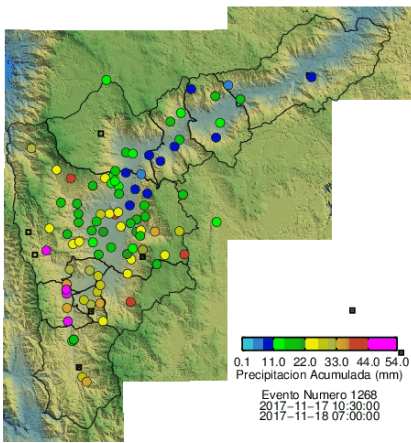 0.1 11.0 22.0 33.0 44.0 54.0
Precipitacion Acumulada (mm)
Evento Numero 1268
2017-11-17 10:30:00
2017-11-18 07:00:00